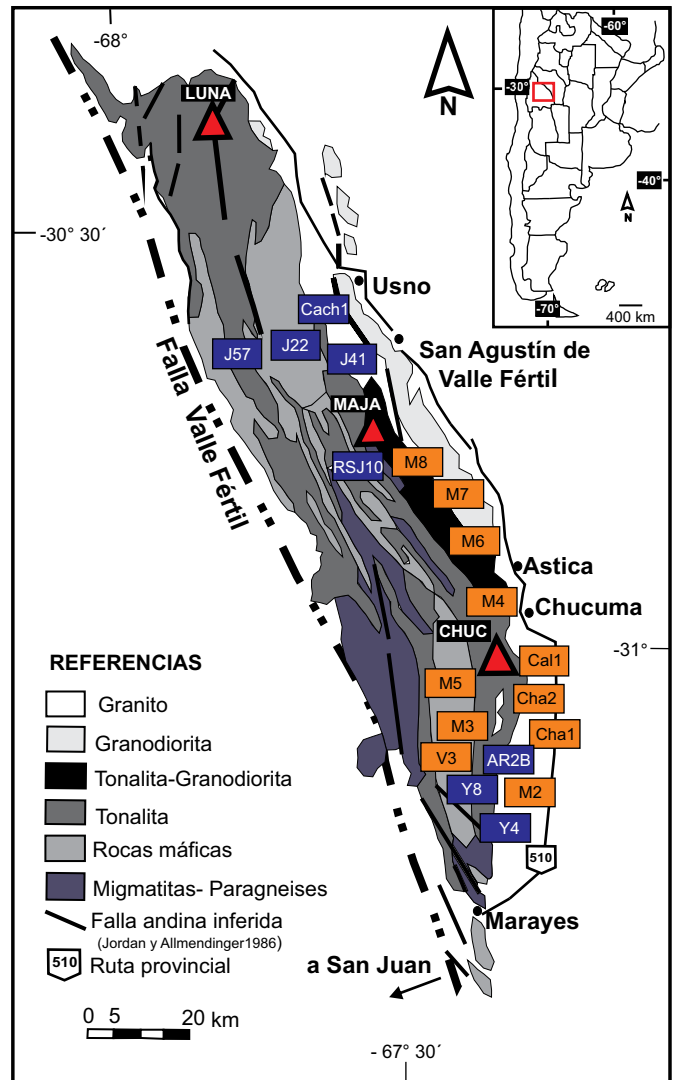 -68°
-60°
-30°
-40°
N
-70°
400 km
N
LUNA
-30° 30´
Usno
Cach1
San Agustín de
Valle Fértil
J57
J22
J41
MAJA
Falla Valle Fértil
RSJ10
M8
M7
M6
Astica
M4
Chucuma
CHUC
-31°
Cal1
M5
Cha2
M3
Cha1
V3
AR2B
Y8
M2
Y4
510
Marayes
a San Juan
- 67° 30´
REFERENCIAS
Granito
Granodiorita
Tonalita-Granodiorita
Tonalita
Rocas máficas
Migmatitas- Paragneises
Falla andina inferida
(Jordan y Allmendinger1986)
510 Ruta provincial
0 5 20 km